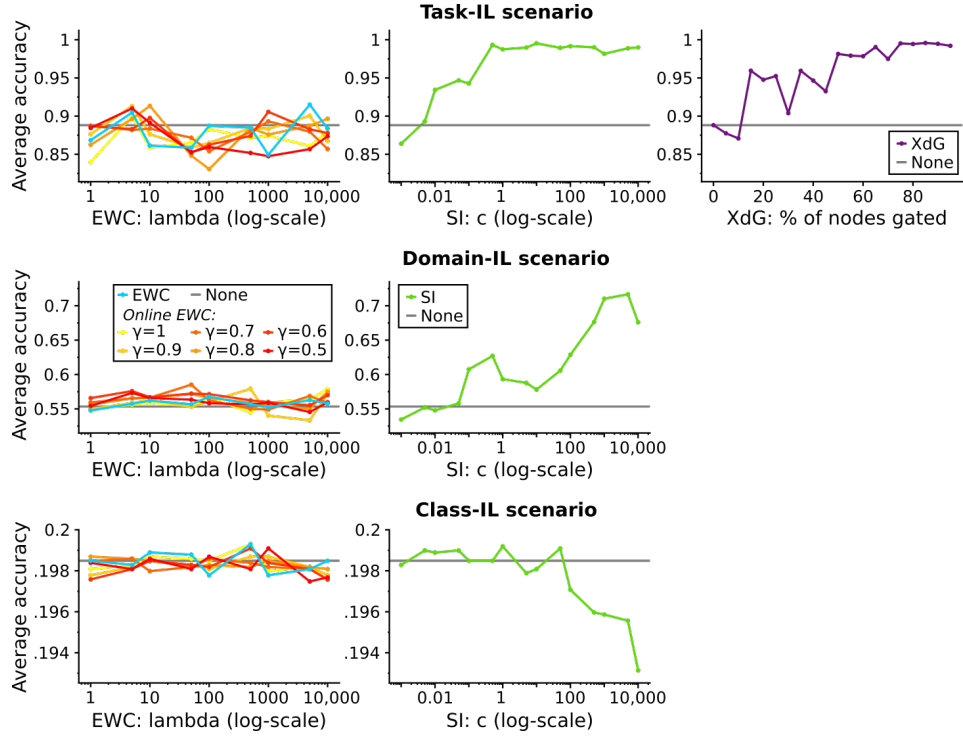 Task-IL scenario
Average accuracy
1
0.95
0.9
0.85
1 10 100 1000 10,000
EWC: lambda (log-scale)
1
0.95
0.9
0.85
0.01 1 100 10,000
SI: c (log-scale)
1
0.95
0.9
0.85
XdG
None
0 20 40 60 80
XdG: % of nodes gated
Domain-IL scenario
Average accuracy
0.7
0.65
0.6
0.55
EWC None
Online EWC:
γ=1 γ=0.7 γ=0.6
γ=0.9 γ=0.8 γ=0.5
1 10 100 1000 10,000
EWC: lambda (log-scale)
0.7
0.65
0.6
0.55
SI
None
0.01 1 100 10,000
SI: c (log-scale)
Class-IL scenario
Average accuracy
0.2
.198
.196
.194
1 10 100 1000 10,000
EWC: lambda (log-scale)
0.2
.198
.196
.194
0.01 1 100 10,000
SI: c (log-scale)